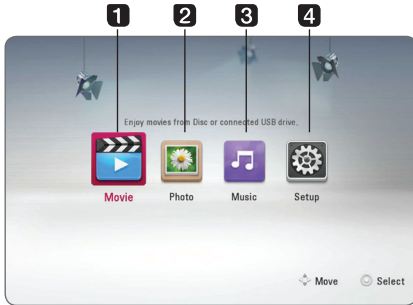 1 2 3 4
Enjoy movies from Disc or connected USB drive.
Movie Photo Music Setup
Move Select